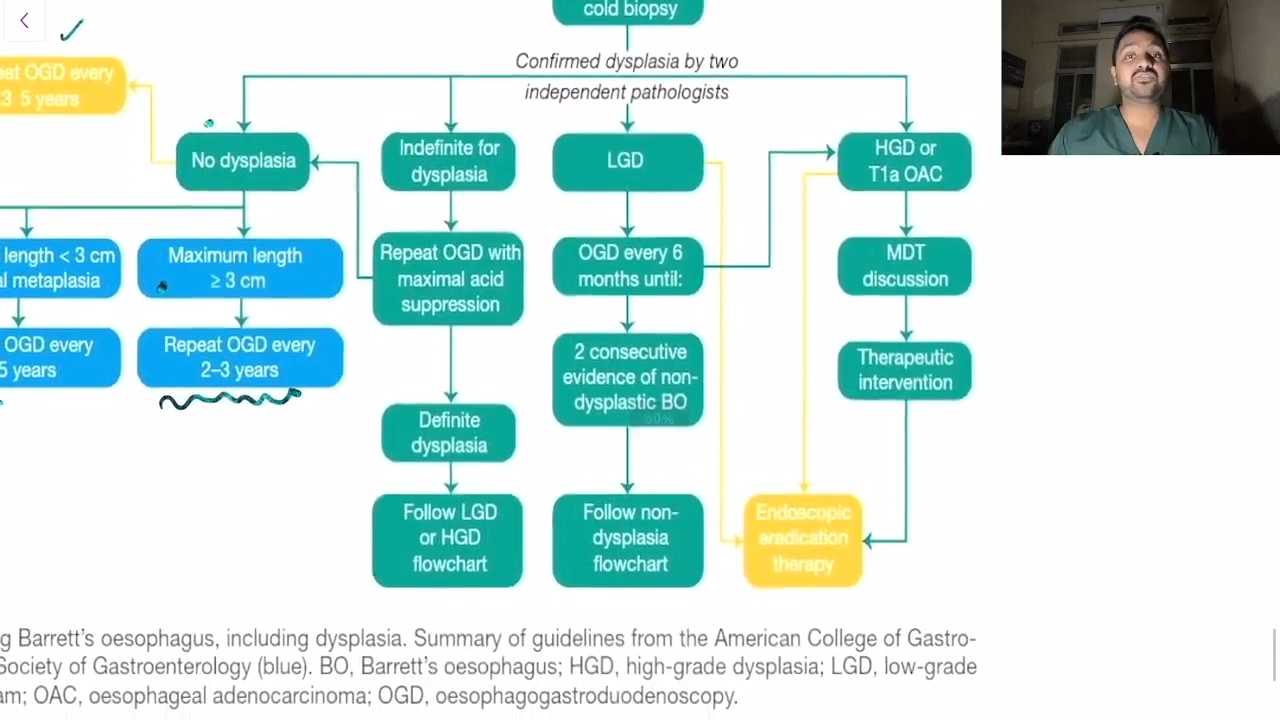 cold biopsy
Confirmed dysplasia by two
independent pathologists
eat OGD every
3 5 years
No dysplasia
Indefinite for
dysplasia
LGD
HGD or
T1a OAC
length < 3 cm
al metaplasia
Maximum length
≥ 3 cm
Repeat OGD with
maximal acid
suppression
OGD every 6
months until:
MDT
discussion
OGD every
5 years
Repeat OGD every
2–3 years
2 consecutive
evidence of non-
dysplastic BO
50%
Therapeutic
intervention
Definite
dysplasia
Follow LGD
or HGD
flowchart
Follow non-
dysplasia
flowchart
Endoscopic
eradication
therapy
g Barrett's oesophagus, including dysplasia. Summary of guidelines from the American College of Gastro-
Society of Gastroenterology (blue). BO, Barrett's oesophagus; HGD, high-grade dysplasia; LGD, low-grade
am; OAC, oesophageal adenocarcinoma; OGD, oesophagogastroduodenoscopy.